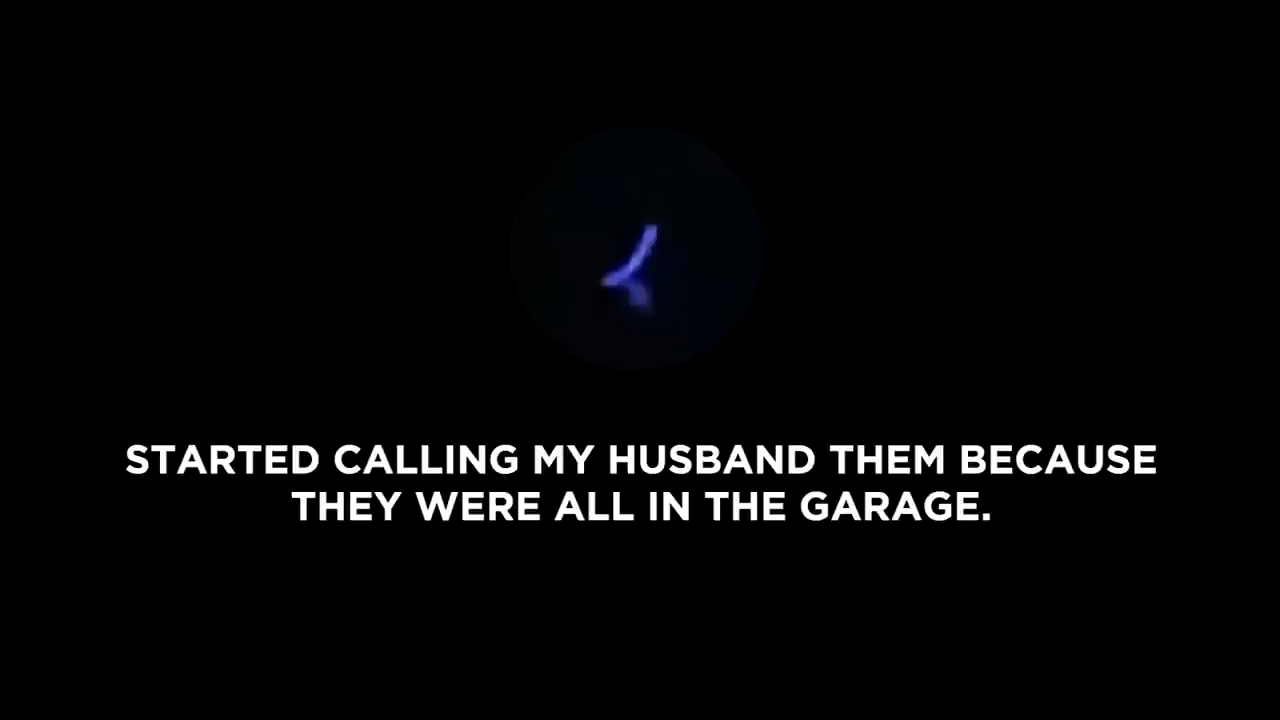 STARTED CALLING MY HUSBAND THEM BECAUSE
THEY WERE ALL IN THE GARAGE.